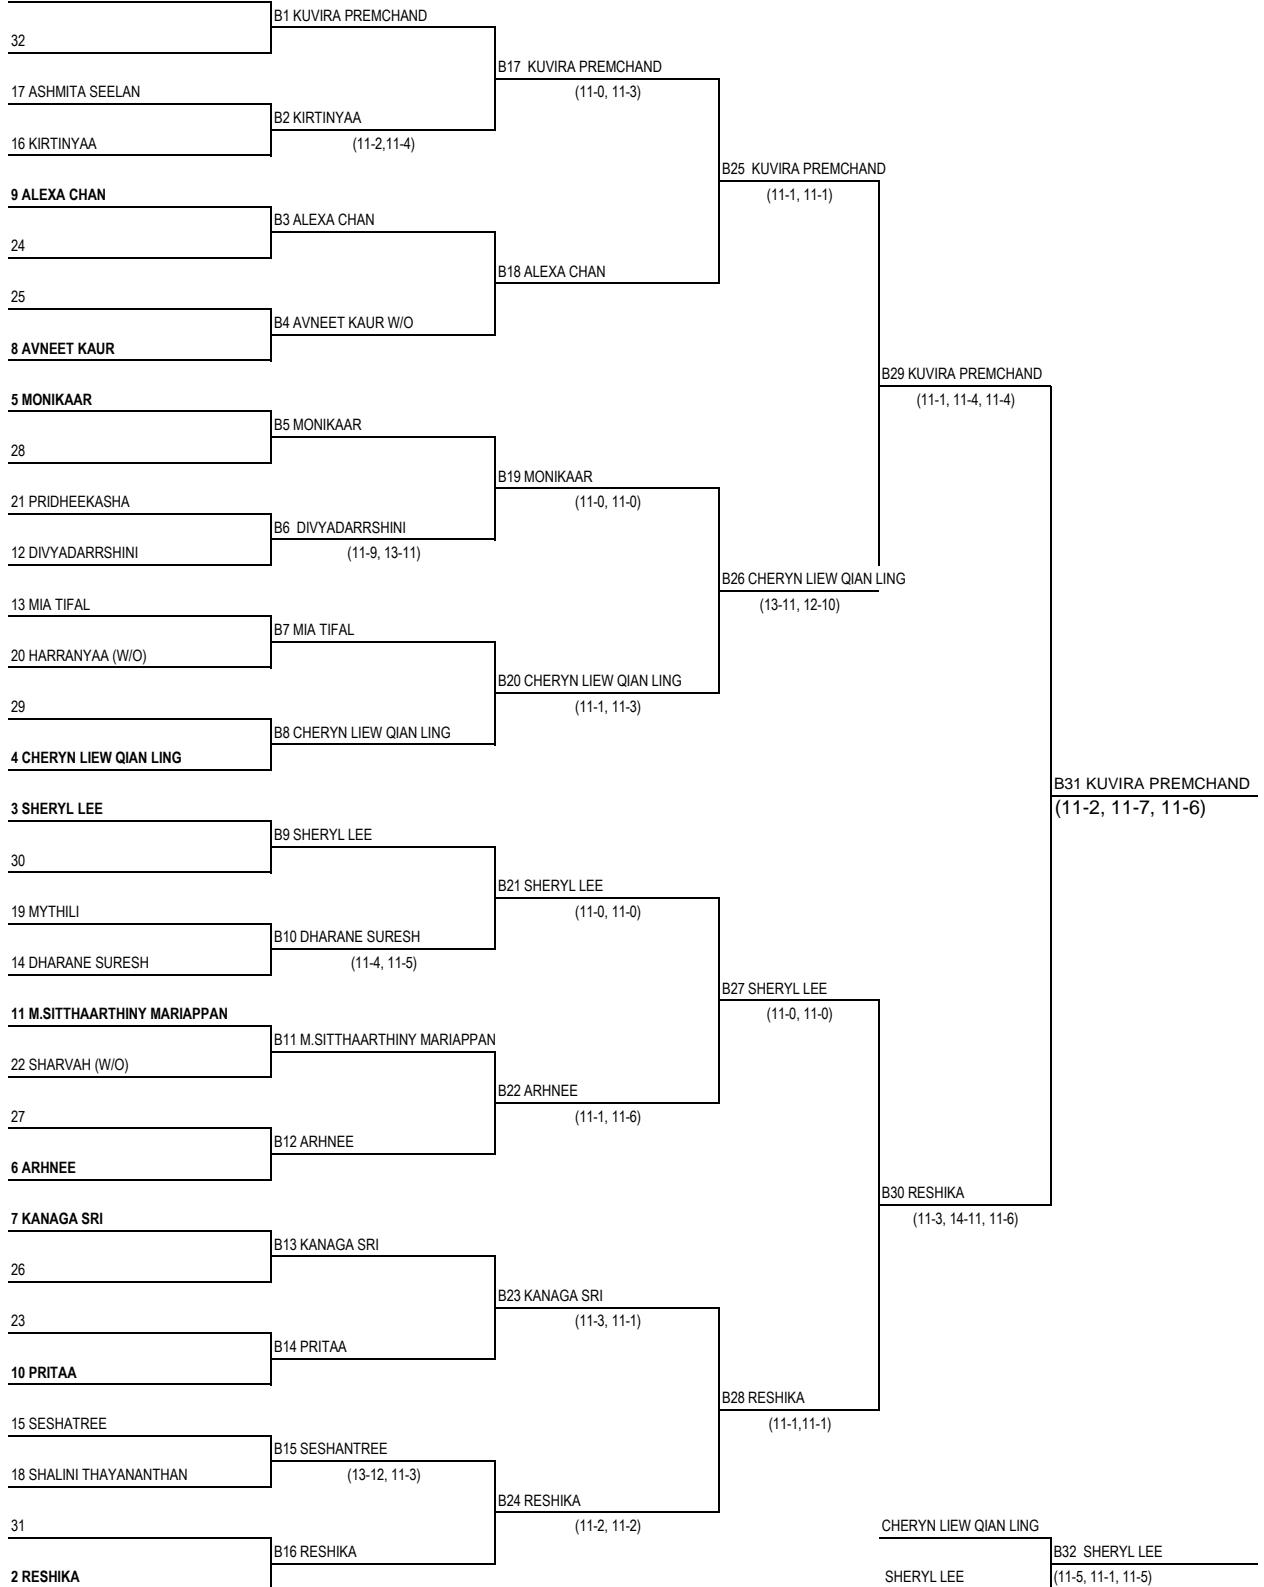 B1 KUVIRA PREMCHAND
32
B17 KUVIRA PREMCHAND
17 ASHMITA SEELAN
(11-0, 11-3)
B2 KIRTINYAA
16 KIRTINYAA
(11-2,11-4)
B25 KUVIRA PREMCHAND
9 ALEXA CHAN
(11-1, 11-1)
B3 ALEXA CHAN
24
B18 ALEXA CHAN
25
B4 AVNEET KAUR W/O
8 AVNEET KAUR
B29 KUVIRA PREMCHAND
5 MONIKAAR
(11-1, 11-4, 11-4)
B5 MONIKAAR
28
B19 MONIKAAR
21 PRIDHEEKASHA
(11-0, 11-0)
B6 DIVYADARRSHINI
12 DIVYADARRSHINI
(11-9, 13-11)
B26 CHERYN LIEW QIAN LING
13 MIA TIFAL
(13-11, 12-10)
B7 MIA TIFAL
20 HARRANYAA (W/O)
B20 CHERYN LIEW QIAN LING
29
(11-1, 11-3)
B8 CHERYN LIEW QIAN LING
4 CHERYN LIEW QIAN LING
B31 KUVIRA PREMCHAND
3 SHERYL LEE
(11-2, 11-7, 11-6)
B9 SHERYL LEE
30
B21 SHERYL LEE
19 MYTHILI
(11-0, 11-0)
B10 DHARANE SURESH
14 DHARANE SURESH
(11-4, 11-5)
B27 SHERYL LEE
11 M.SITTHAARTHINY MARIAPPAN
(11-0, 11-0)
B11 M.SITTHAARTHINY MARIAPPAN
22 SHARVAH (W/O)
B22 ARHNEE
27
(11-1, 11-6)
B12 ARHNEE
6 ARHNEE
B30 RESHIKA
7 KANAGA SRI
(11-3, 14-11, 11-6)
B13 KANAGA SRI
26
B23 KANAGA SRI
23
(11-3, 11-1)
B14 PRITAA
10 PRITAA
B28 RESHIKA
15 SESHATREE
(11-1,11-1)
B15 SESHANTREE
18 SHALINI THAYANANTHAN
(13-12, 11-3)
B24 RESHIKA
31
(11-2, 11-2)
CHERYN LIEW QIAN LING
B16 RESHIKA
B32 SHERYL LEE
2 RESHIKA
SHERYL LEE
(11-5, 11-1, 11-5)